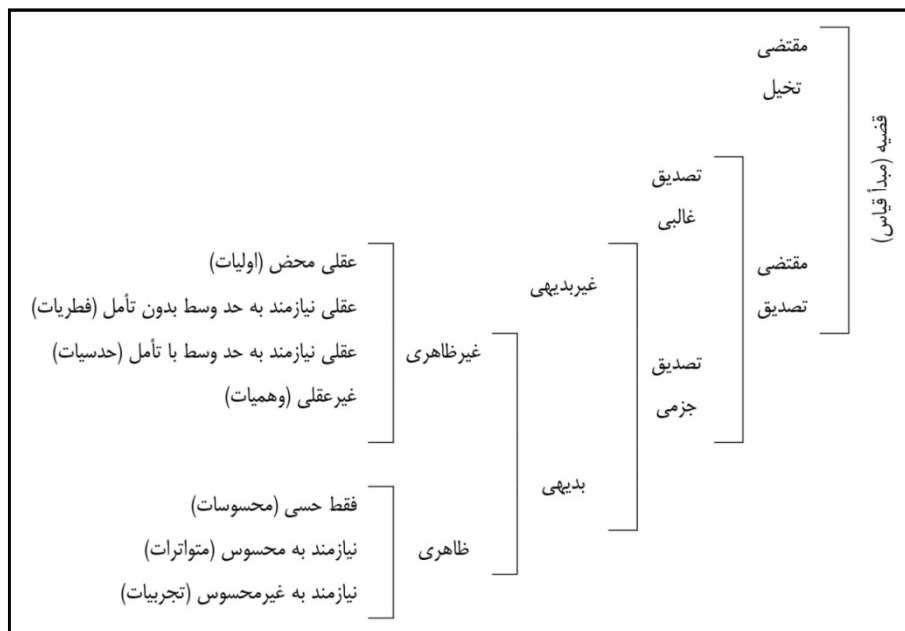 قضیه (مبدأ قیاس)
مقتضی
تخیل
مقتضی
تصدیق
تصدیق
غالبی
تصدیق
جزمی
غیربدیهی
بدیهی
غیرظاهری
ظاهری
عقلی محض (اولیات)
عقلی نیازمند به حد وسط بدون تأمل (فطریات)
عقلی نیازمند به حد وسط با تأمل (حدسیات)
غیرعقلی (وهمیات)
فقط حسی (محسوسات)
نیازمند به محسوس (متواترات)
نیازمند به غیرمحسوس (تجربیات)